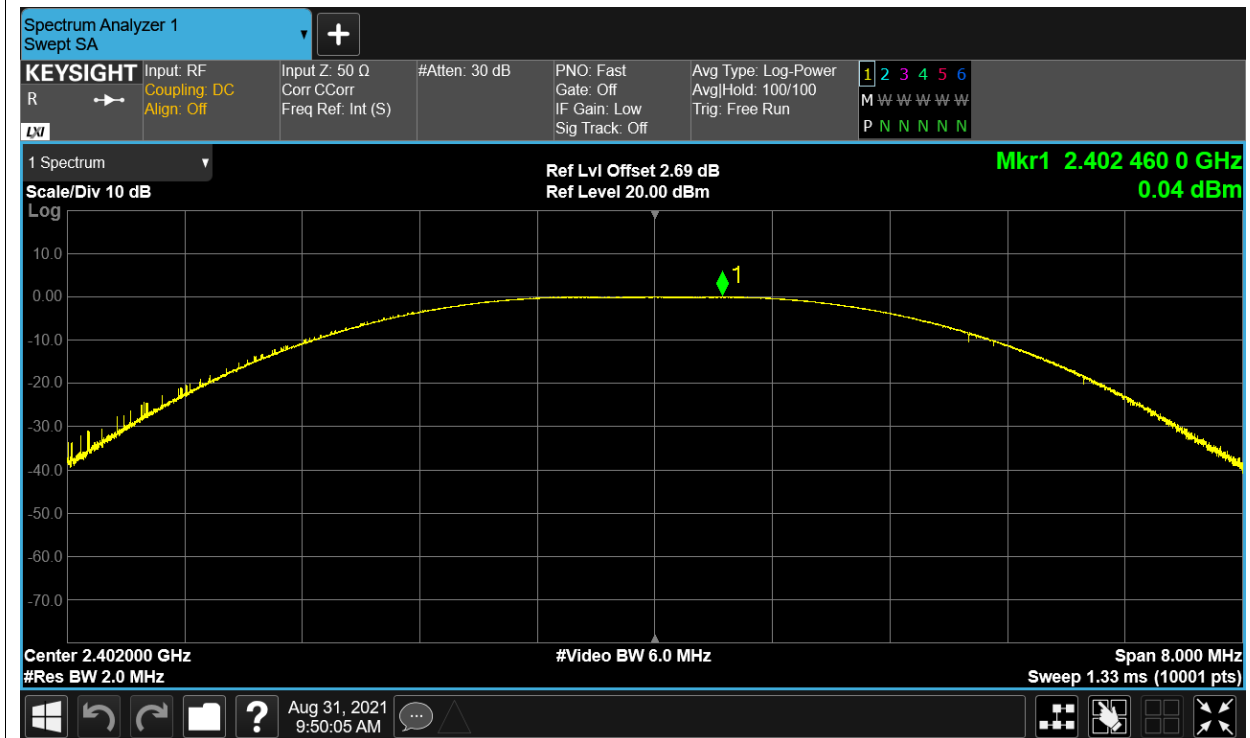 Spectrum Analyzer 1
Swept SA
KEYSIGHT
R
LXI
Input: RF
Coupling: DC
Align: Off
Input Z: 50 Ω
Corr CCorr
Freq Ref: Int (S)
#Atten: 30 dB
PNO: Fast
Gate: Off
IF Gain: Low
Sig Track: Off
Avg Type: Log-Power
Avg|Hold: 100/100
Trig: Free Run
1 2 3 4 5 6
M W W W W W
P N N N N N
1 Spectrum
Scale/Div 10 dB
Log
Ref Lvl Offset 2.69 dB
Ref Level 20.00 dBm
Mkr1 2.402 460 0 GHz
0.04 dBm
10.0
0.00
-10.0
-20.0
-30.0
-40.0
-50.0
-60.0
-70.0
1
Center 2.402000 GHz
#Res BW 2.0 MHz
#Video BW 6.0 MHz
Span 8.000 MHz
Sweep 1.33 ms (10001 pts)
?
Aug 31, 2021
9:50:05 AM